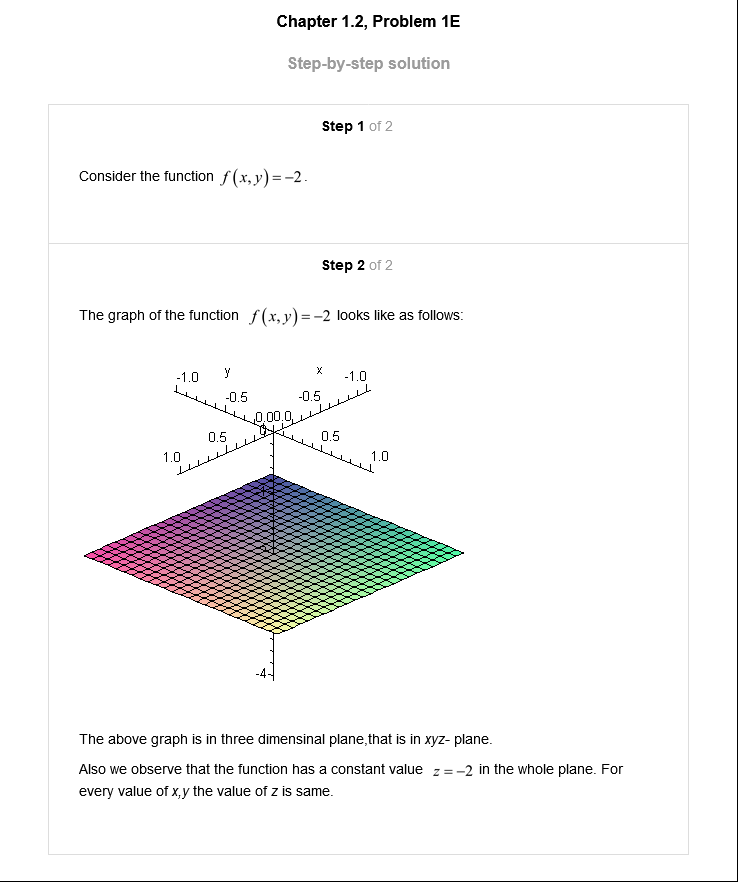 Chapter 1.2, Problem 1E
Step-by-step solution
Step 1 of 2
Consider the function f(x,y)=−2.
Step 2 of 2
The graph of the function f(x,y)=−2 looks like as follows:
-1.0 y x -1.0
-0.5 -0.5
0.00.0
0
0.5 0.5
1.0 1.0
-4
The above graph is in three dimensinal plane,that is in xyz- plane.
Also we observe that the function has a constant value z=−2 in the whole plane. For
every value of x,y the value of z is same.